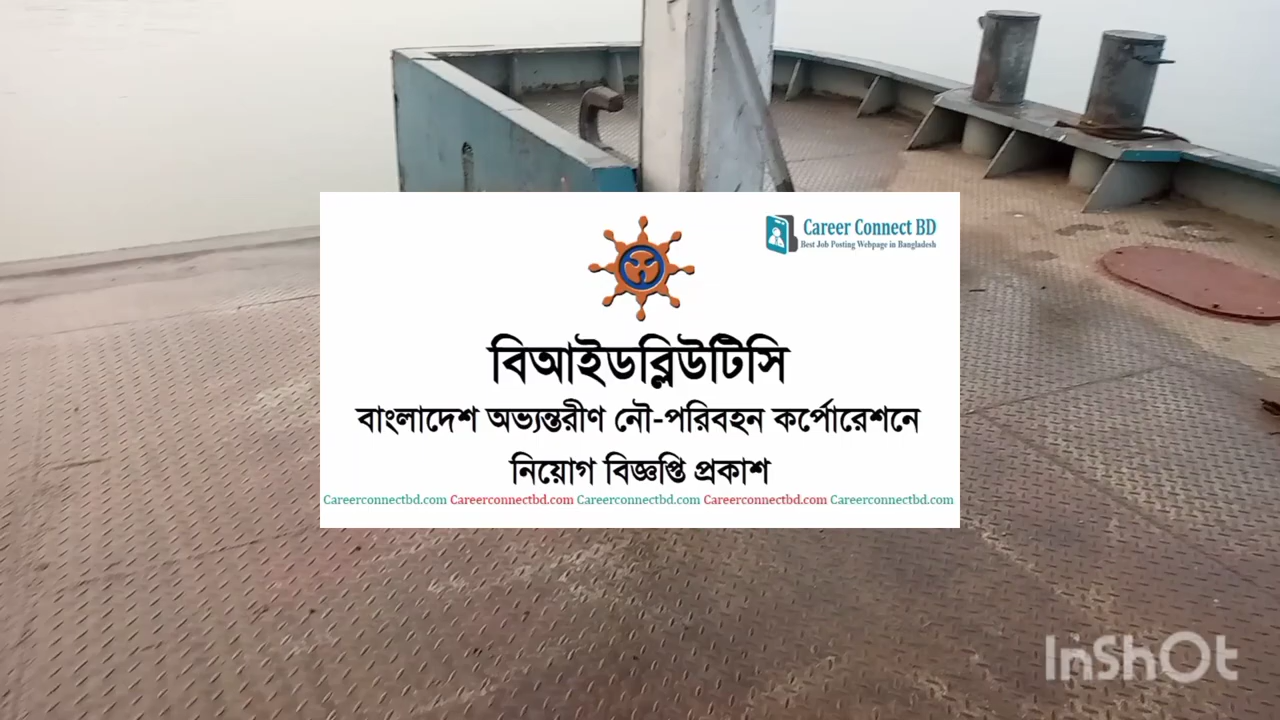 Career Connect BD
Best Job Posting Webpage in Bangladesh
বিআইডব্লিউটিসি
বাংলাদেশ অভ্যন্তরীণ নৌ-পরিবহন কর্পোরেশনে
নিয়োগ বিজ্ঞপ্তি প্রকাশ
Careerconnectbd.com Careerconnectbd.com Careerconnectbd.com Careerconnectbd.com Careerconnectbd.com
InShOt